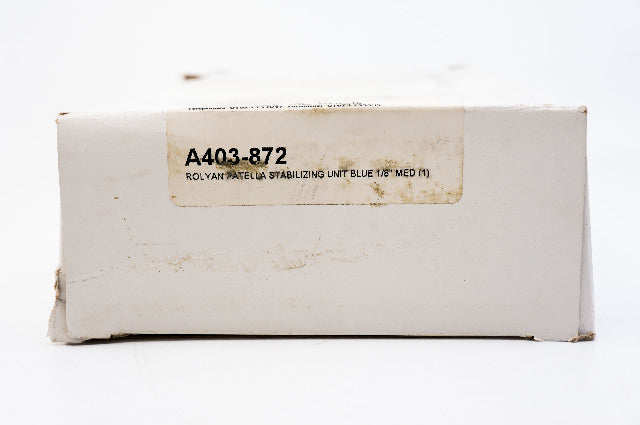 A403-872
ROLYAN PATELLA STABILIZING UNIT BLUE 1/8" MED (1)